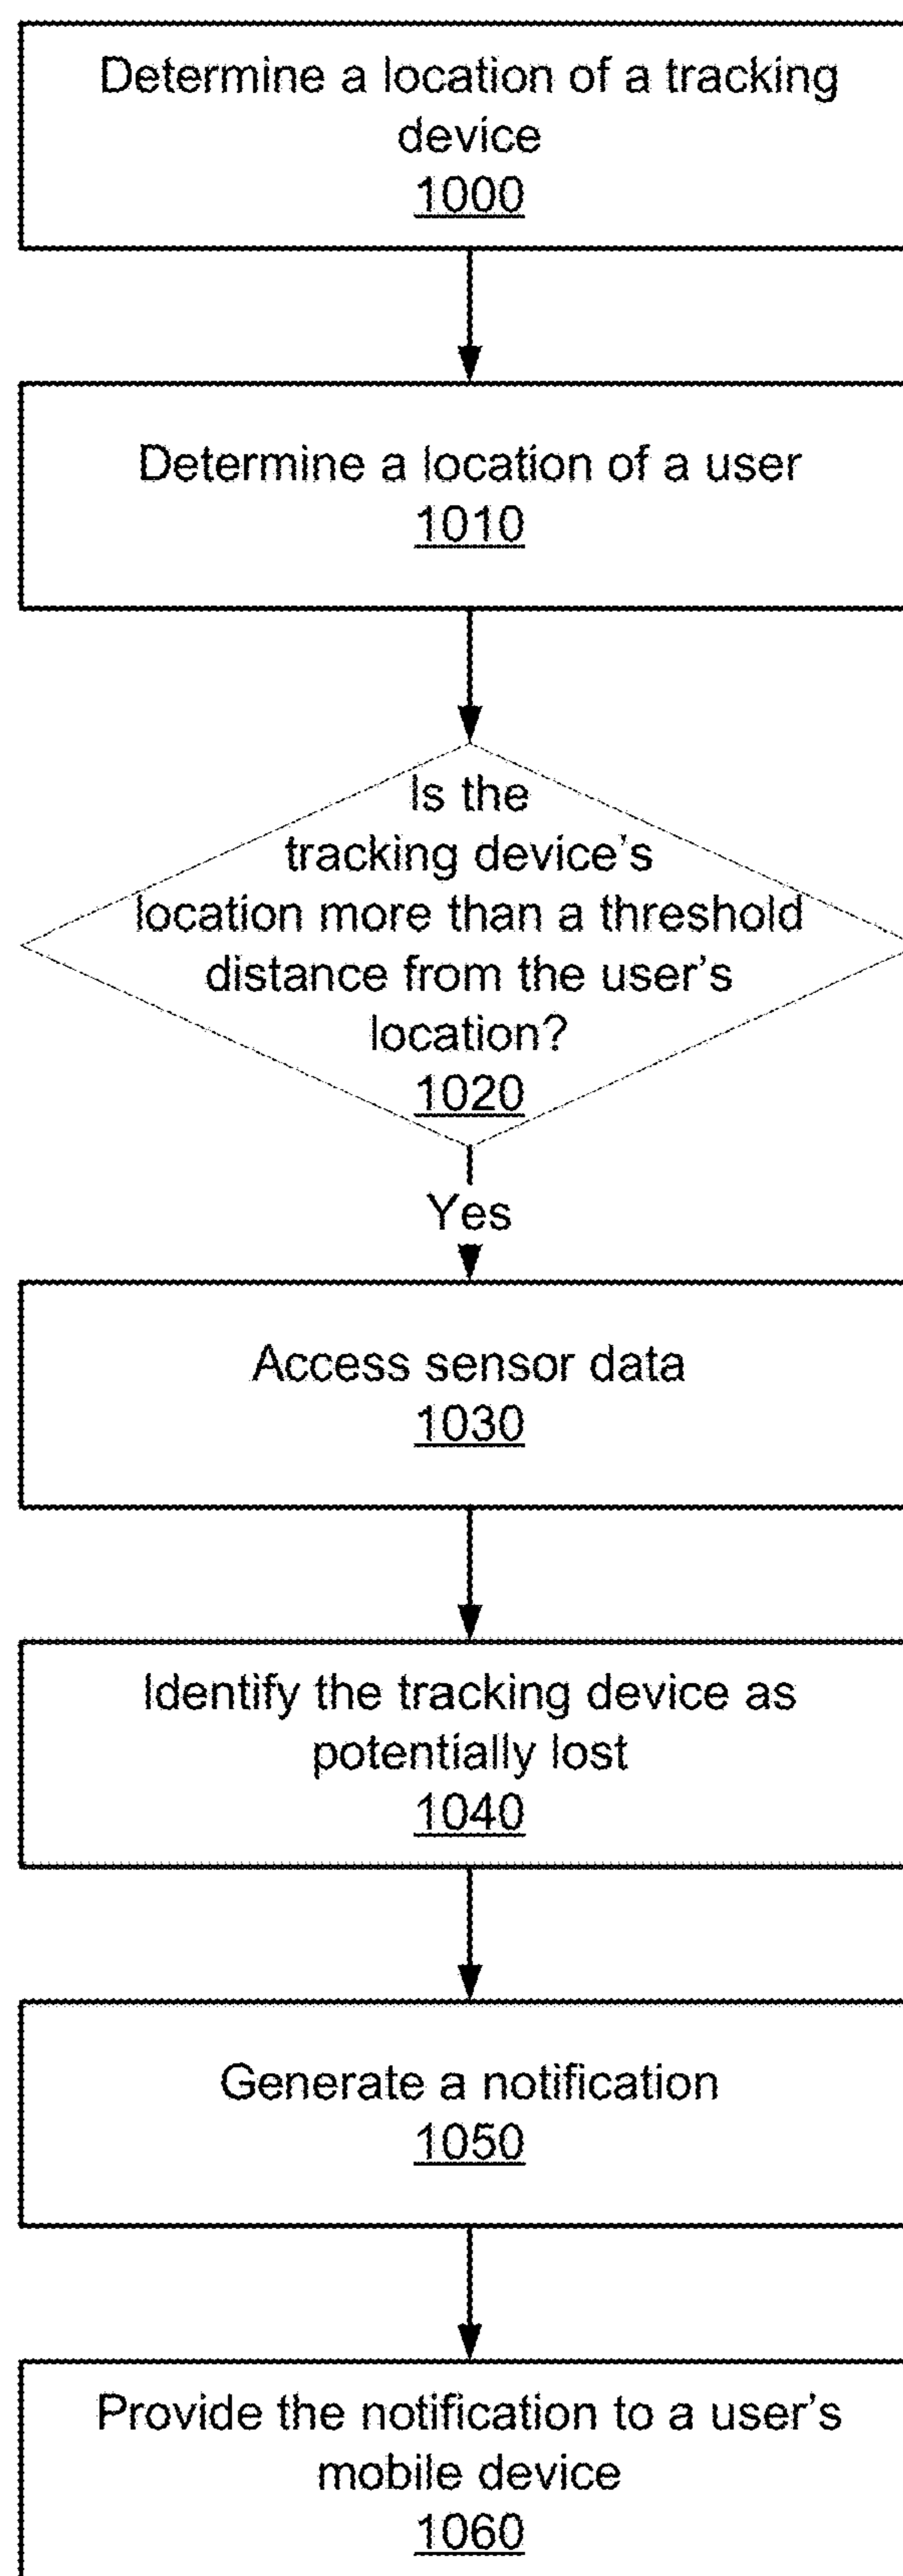 Determine a location of a tracking
device
1000
Determine a location of a user
1010
Is the
tracking device's
location more than a threshold
distance from the user's
location?
1020
Yes
Access sensor data
1030
Identify the tracking device as
potentially lost
1040
Generate a notification
1050
Provide the notification to a user's
mobile device
1060